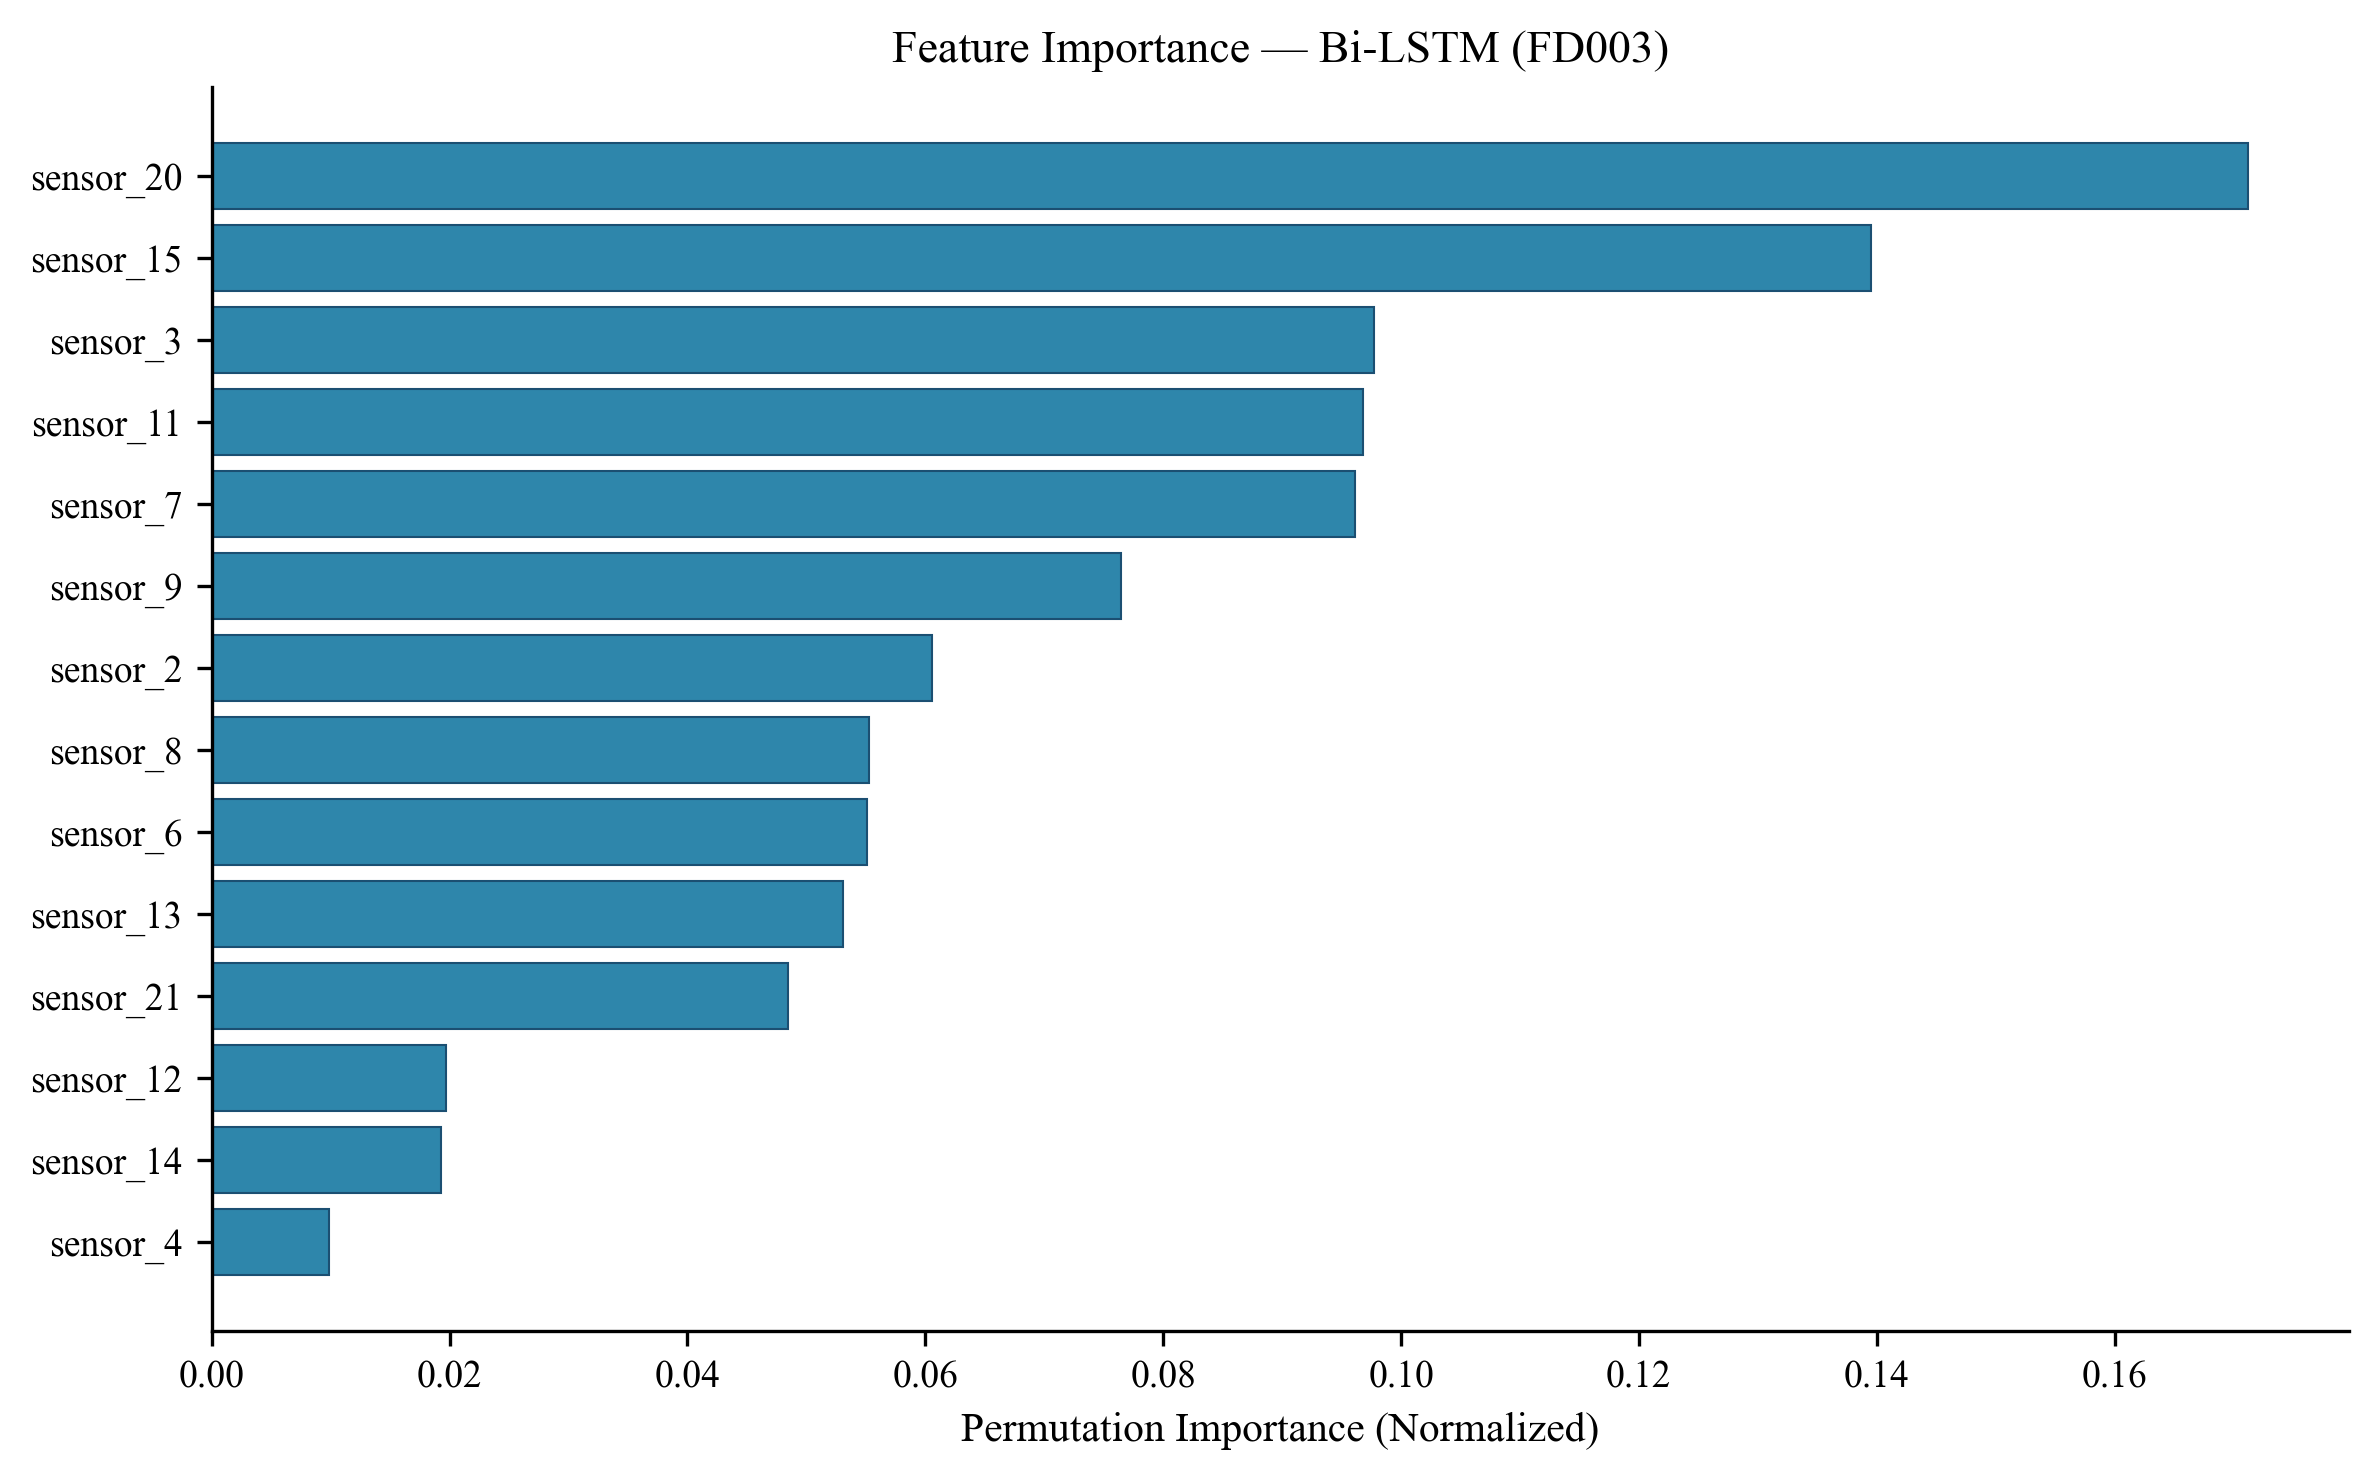 Feature Importance — Bi-LSTM (FD003)
sensor_20
sensor_15
sensor_3
sensor_11
sensor_7
sensor_9
sensor_2
sensor_8
sensor_6
sensor_13
sensor_21
sensor_12
sensor_14
sensor_4
0.00 0.02 0.04 0.06 0.08 0.10 0.12 0.14 0.16
Permutation Importance (Normalized)